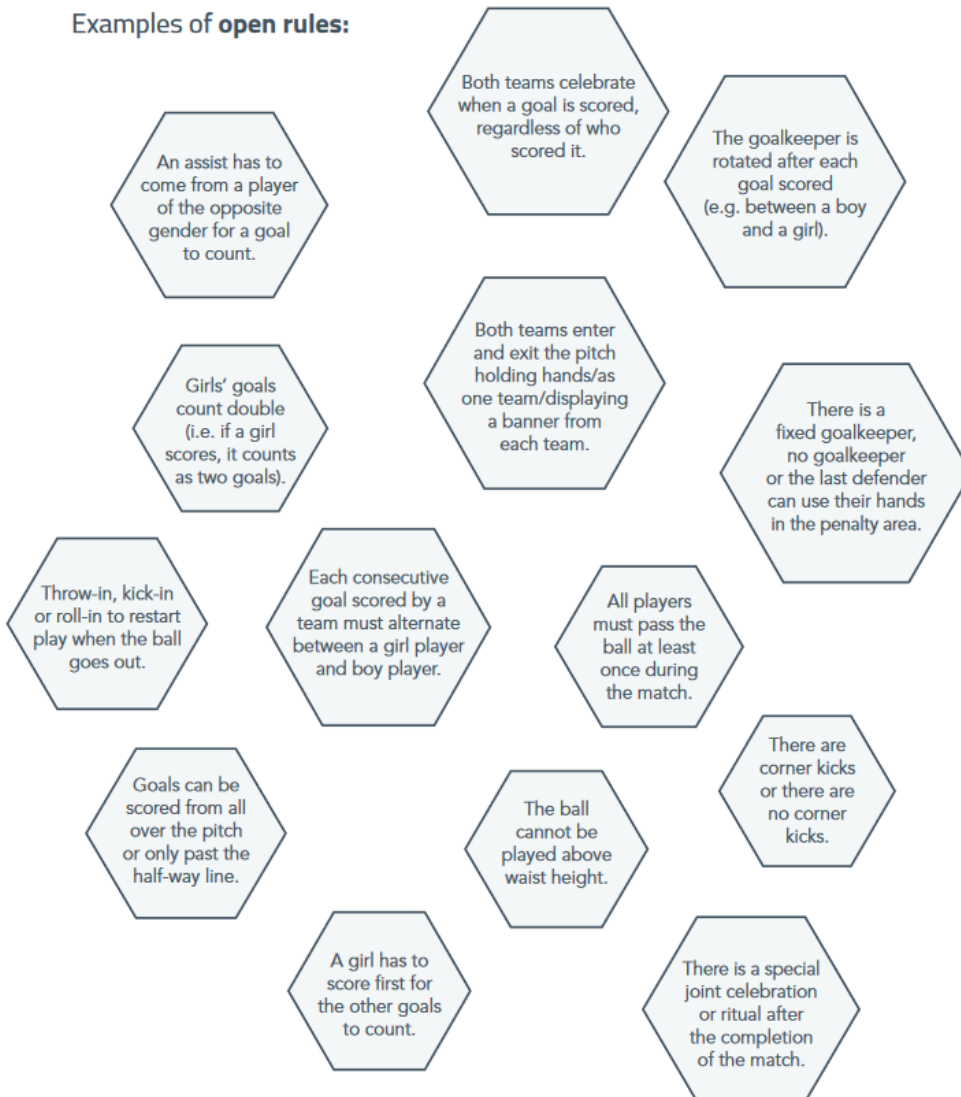 Examples of open rules:
Both teams celebrate
when a goal is scored,
regardless of who
scored it.
The goalkeeper is
rotated after each
goal scored
(e.g. between a boy
and a girl).
An assist has to
come from a player
of the opposite
gender for a goal
to count.
Both teams enter
and exit the pitch
holding hands/as
one team/displaying
a banner from
each team.
Girls’ goals
count double
(i.e. if a girl
scores, it counts
as two goals).
There is a
fixed goalkeeper,
no goalkeeper
or the last defender
can use their hands
in the penalty area.
Throw-in, kick-in
or roll-in to restart
play when the ball
goes out.
Each consecutive
goal scored by a
team must alternate
between a girl player
and boy player.
All players
must pass the
ball at least
once during
the match.
There are
corner kicks
or there are
no corner
kicks.
Goals can be
scored from all
over the pitch
or only past the
half-way line.
The ball
cannot be
played above
waist height.
A girl has to
score first for
the other goals
to count.
There is a special
joint celebration
or ritual after
the completion
of the match.